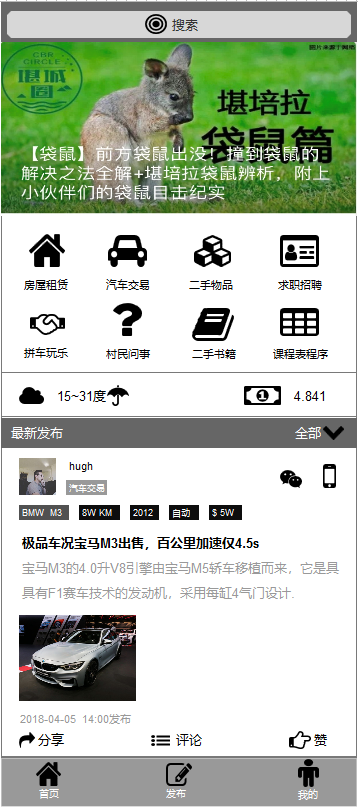 搜索
图片来源于网络
CBR
CIRCLE
堪城
圈
堪培拉
袋鼠篇
【袋鼠】前方袋鼠出没！撞到袋鼠的
解决之法全解+堪培拉袋鼠辨析，附上
小伙伴们的袋鼠目击纪实
房屋租赁 汽车交易 二手物品 求职招聘
拼车玩乐 村民问事 二手书籍 课程表程序
15~31度 4.841
最新发布 全部
hugh
汽车交易
BMW M3 8W KM 2012 自动 $ 5W
极品车况宝马M3出售，百公里加速仅4.5s
宝马M3的4.0升V8引擎由宝马M5轿车移植而来，它是具
具有F1赛车技术的发动机，采用每缸4气门设计.
2018-04-05 14:00发布
分享 评论 赞
首页 发布 我的